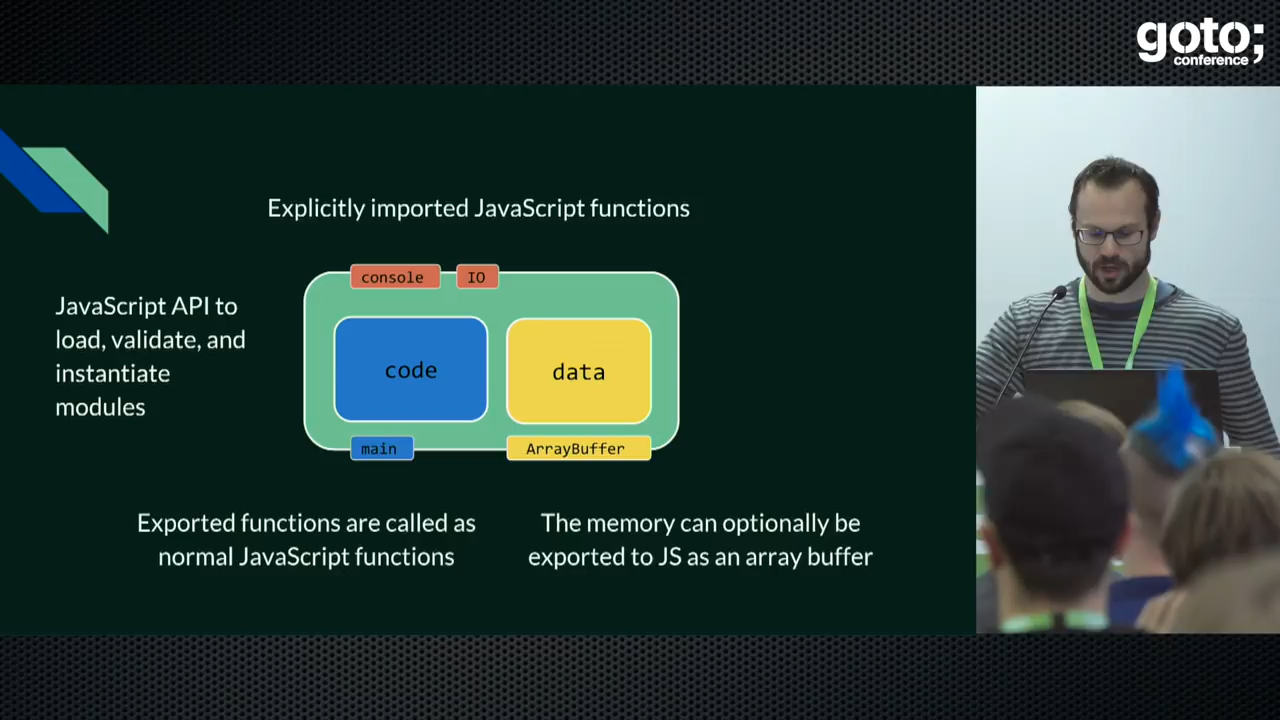 goto;
conference
Explicitly imported JavaScript functions
console
IO
JavaScript API to
load, validate, and
instantiate
modules
code
data
main
ArrayBuffer
Exported functions are called as
normal JavaScript functions
The memory can optionally be
exported to JS as an array buffer